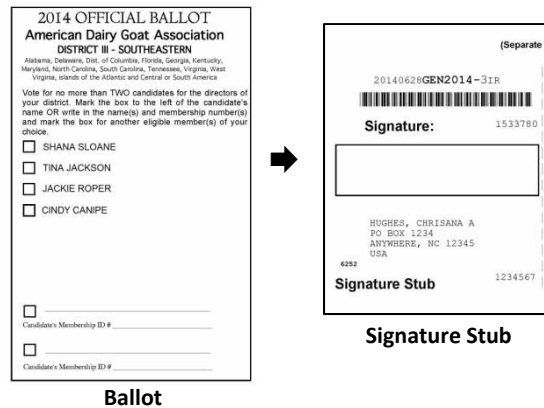 2014 OFFICIAL BALLOT
American Dairy Goat Association
DISTRICT III - SOUTHEASTERN
Alabama, Delaware, Dist. of Columbia, Florida, Georgia, Kentucky,
Maryland, North Carolina, South Carolina, Tennessee, Virginia, West
Virginia, islands of the Atlantic and Central or South America
Vote for no more than TWO candidates for the directors of
your district. Mark the box to the left of the candidate's
name OR write in the name(s) and membership number(s)
and mark the box for another eligible member(s) of your
choice.
SHANA SLOANE
TINA JACKSON
JACKIE ROPER
CINDY CANIPE
Candidate's Membership ID #
Candidate's Membership ID #
Ballot
(Separate
20140628GEN2014-3IR
Signature: 1533780
HUGHES, CHRISANA A
PO BOX 1234
ANYWHERE, NC 12345
USA
6252
Signature Stub 1234567
Signature Stub